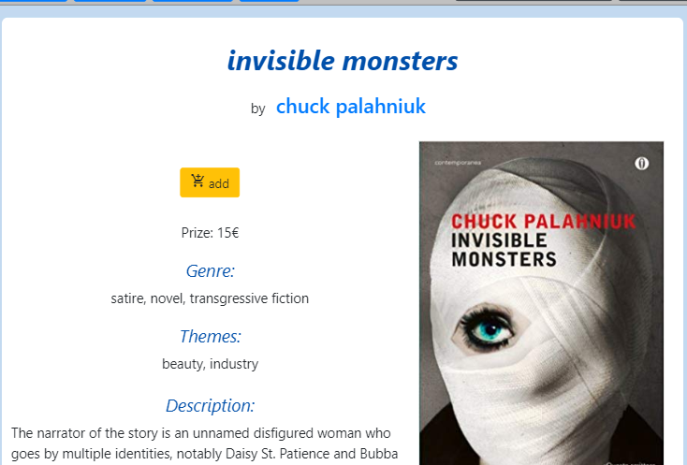 invisible monsters
by chuck palahniuk
add
Prize: 15€
Genre:
satire, novel, transgressive fiction
Themes:
beauty, industry
Description:
The narrator of the story is an unnamed disfigured woman who
goes by multiple identities, notably Daisy St. Patience and Bubba
contemporanea
CHUCK PALAHNIUK
INVISIBLE
MONSTERS